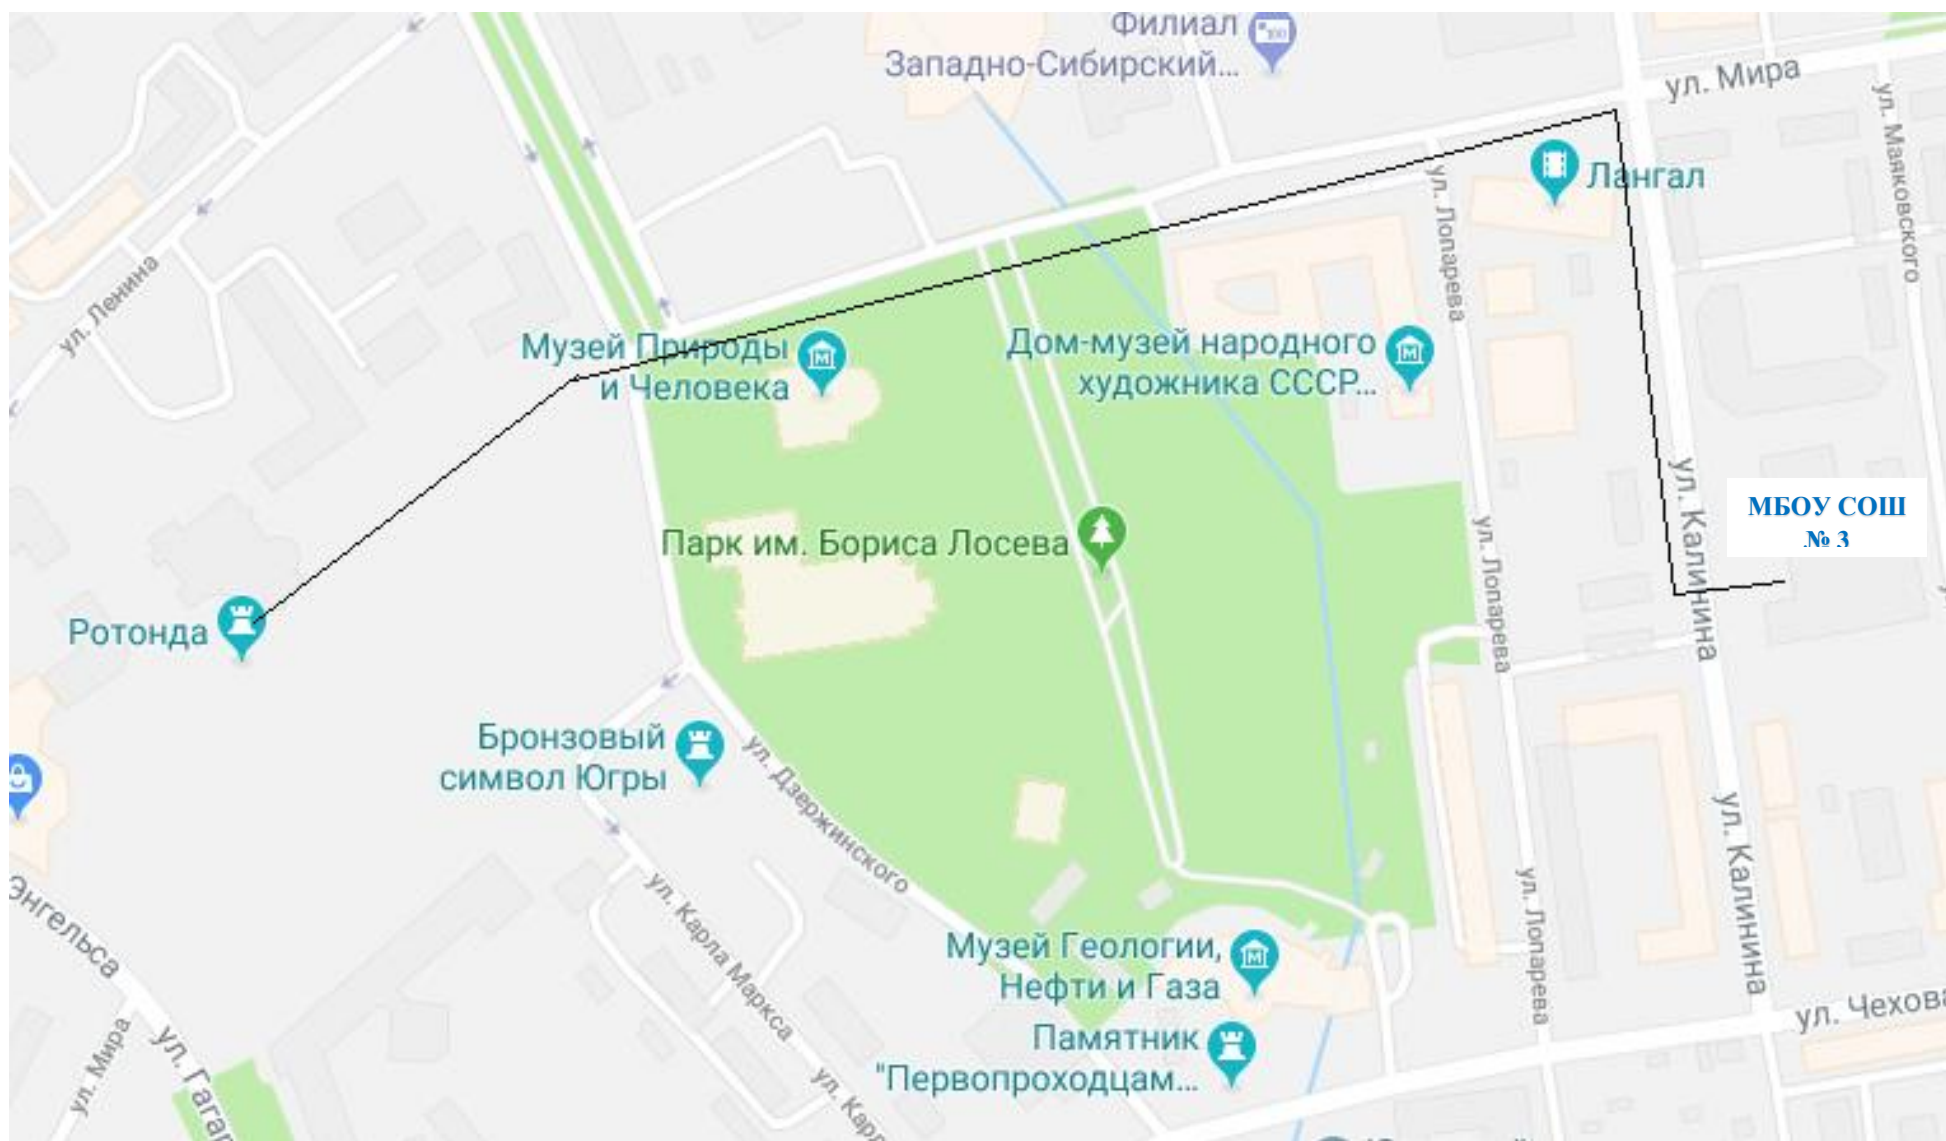 Филиал
Западно-Сибирский...
ул. Мира
ул. Маяковского
Лангал
ул. Лопарева
ул. Ленина
Музей Природы
и Человека
Дом-музей народного
художника СССР...
ул. Калинина
МБОУ СОШ
№ 3
Парк им. Бориса Лосева
ул. Лопарева
Ротонда
Бронзовый
символ Югры
ул. Дзержинского
ул. Калинина
ул. Карла Маркса
ул. Лопарева
Энгельса
Музей Геологии,
Нефти и Газа
ул. Чехова
ул. Мира
ул. Гагар
Памятник
"Первопроходцам...
ул. Кар